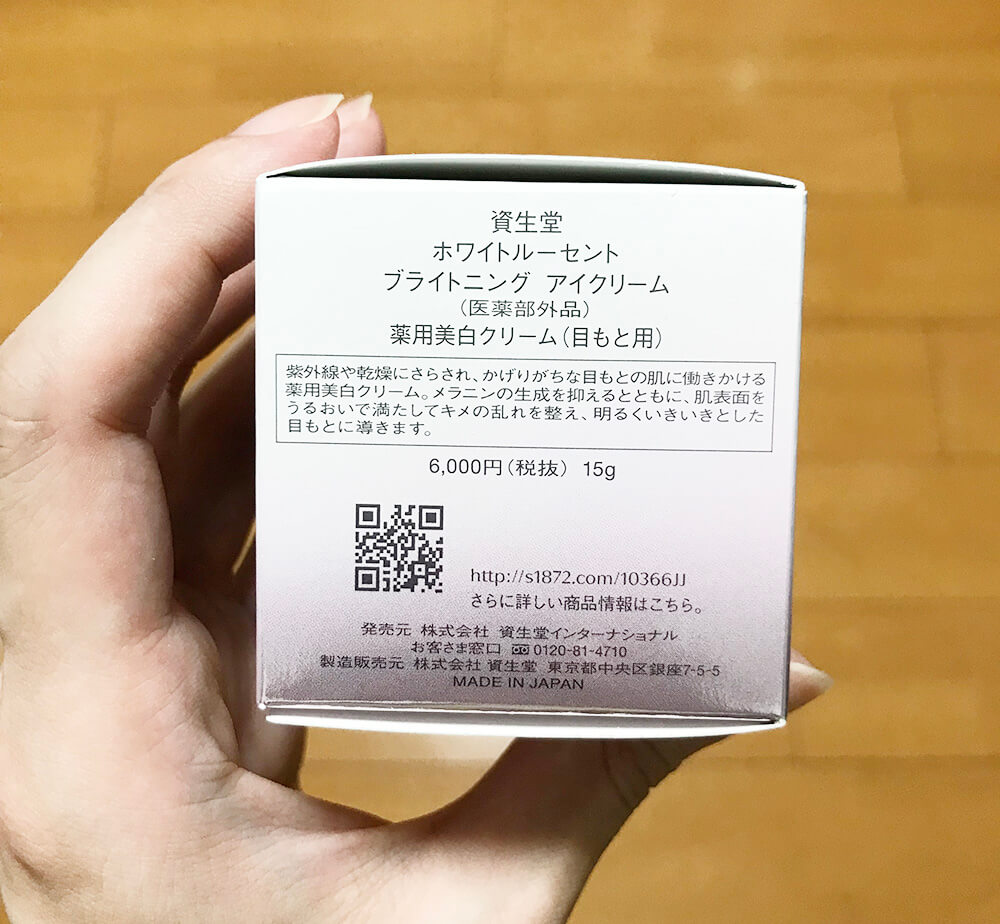 資生堂
ホワイトルーセント
ブライトニング アイクリーム
（医薬部外品）
薬用美白クリーム（目もと用）
紫外線や乾燥にさらされ、かげりがちな目もとの肌に働きかける
薬用美白クリーム。メラニンの生成を抑えるとともに、肌表面を
うるおいで満たしてキメの乱れを整え、明るくいきいきとした
目もとに導きます。
6,000円（税抜） 15g
http://s1872.com/10366JJ
さらに詳しい商品情報はこちら。
発売元 株式会社 資生堂インターナショナル
お客さま窓口 0120-81-4710
製造販売元 株式会社 資生堂 東京都中央区銀座7-5-5
MADE IN JAPAN